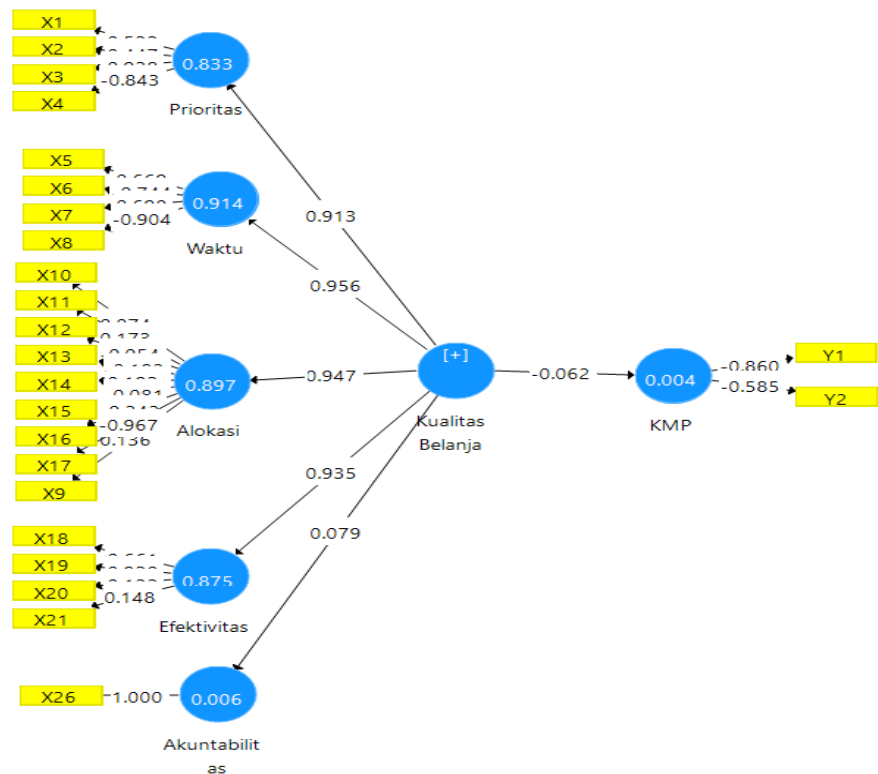 X1
X2
X3
X4
-0.843
0.833
Prioritas
X5
X6
X7
X8
-0.904
0.914
Waktu
0.913
0.956
X10
X11
X12
X13
X14
X15
X16
X17
X9
-0.967
0.136
0.897
Alokasi
0.947
[+]
Kualitas
Belanja
-0.062
0.004
KMP
-0.860
-0.585
Y1
Y2
0.935
0.079
X18
X19
X20
X21
0.148
0.875
Efektivitas
X26
1.000
0.006
Akuntabilit
as